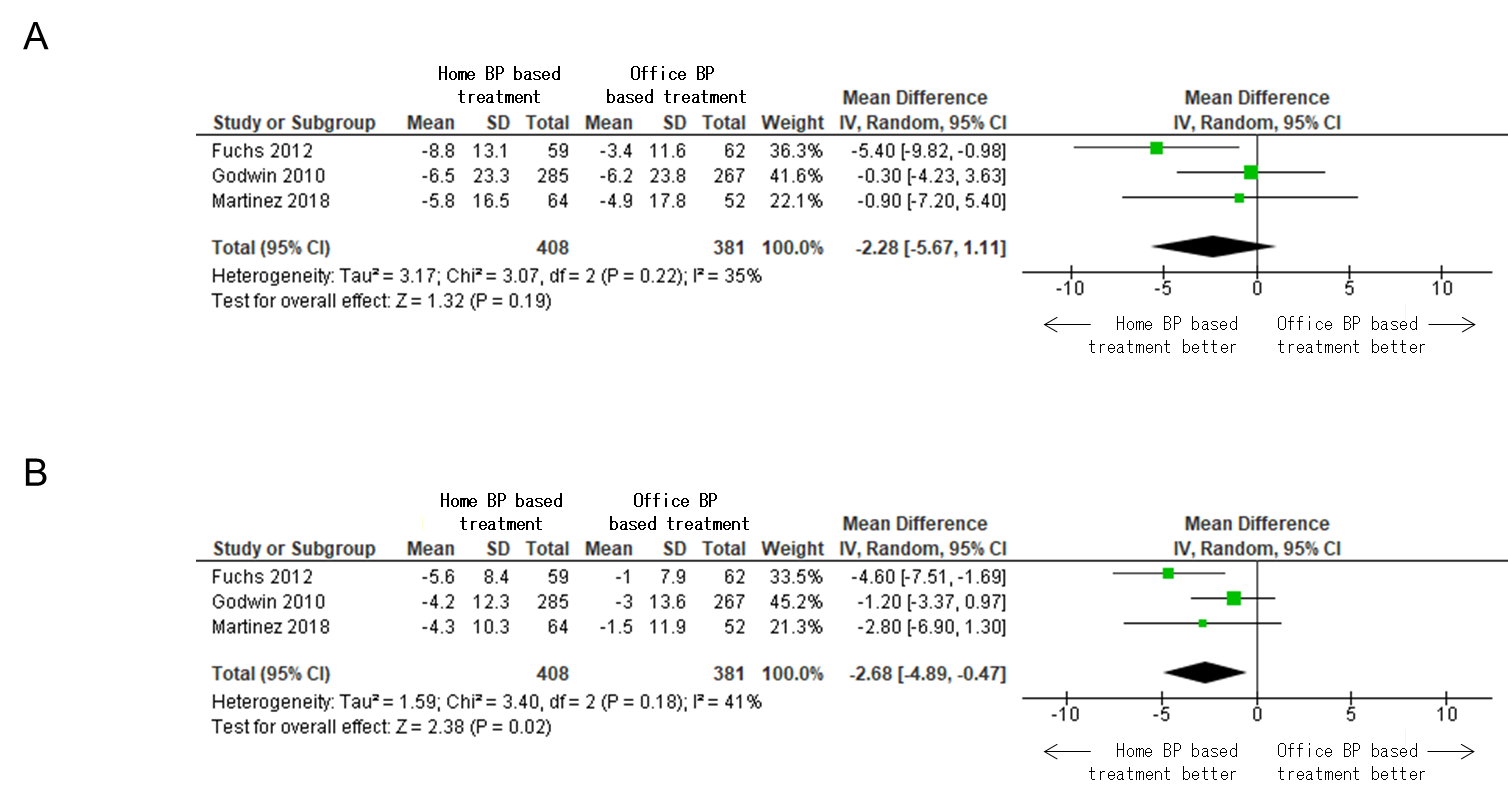 A
Home BP based Office BP
treatment based treatment Mean Difference Mean Difference
Study or Subgroup Mean SD Total Mean SD Total Weight IV, Random, 95% CI IV, Random, 95% CI
Fuchs 2012 -8.8 13.1 59 -3.4 11.6 62 36.3% -5.40 [-9.82, -0.98]
Godwin 2010 -6.5 23.3 285 -6.2 23.8 267 41.6% -0.30 [-4.23, 3.63]
Martinez 2018 -5.8 16.5 64 -4.9 17.8 52 22.1% -0.90 [-7.20, 5.40]
Total (95% CI) 408 381 100.0% -2.28 [-5.67, 1.11]
Heterogeneity: Tau² = 3.17; Chi² = 3.07, df = 2 (P = 0.22); I² = 35%
Test for overall effect: Z = 1.32 (P = 0.19)
-10 -5 0 5 10
Home BP based Office BP based
treatment better treatment better
B
Home BP based Office BP
treatment based treatment Mean Difference Mean Difference
Study or Subgroup Mean SD Total Mean SD Total Weight IV, Random, 95% CI IV, Random, 95% CI
Fuchs 2012 -5.6 8.4 59 -1 7.9 62 33.5% -4.60 [-7.51, -1.69]
Godwin 2010 -4.2 12.3 285 -3 13.6 267 45.2% -1.20 [-3.37, 0.97]
Martinez 2018 -4.3 10.3 64 -1.5 11.9 52 21.3% -2.80 [-6.90, 1.30]
Total (95% CI) 408 381 100.0% -2.68 [-4.89, -0.47]
Heterogeneity: Tau² = 1.59; Chi² = 3.40, df = 2 (P = 0.18); I² = 41%
Test for overall effect: Z = 2.38 (P = 0.02)
-10 -5 0 5 10
Home BP based Office BP based
treatment better treatment better